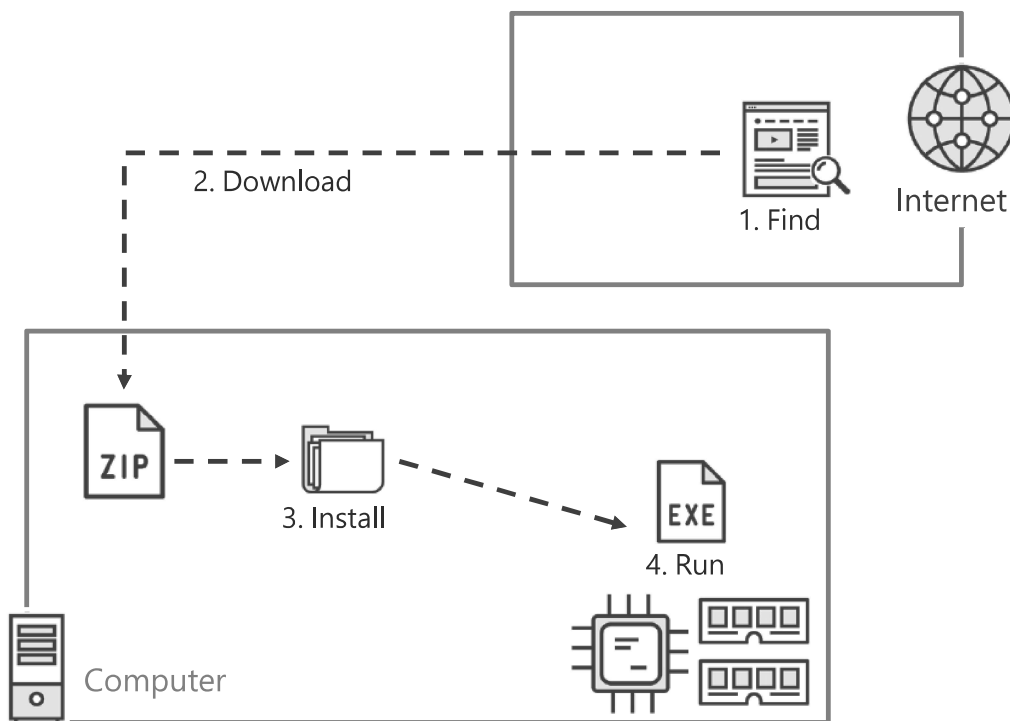 Internet
1. Find
2. Download
ZIP
3. Install
EXE
4. Run
Computer